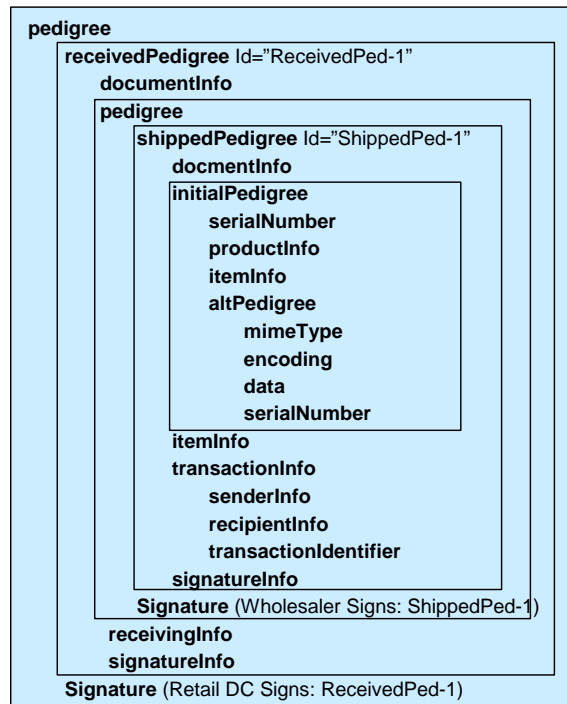 pedigree
receivedPedigree Id=”ReceivedPed-1”
documentInfo
pedigree
shippedPedigree Id=”ShippedPed-1”
docmentInfo
initialPedigree
serialNumber
productInfo
itemInfo
altPedigree
mimeType
encoding
data
serialNumber
itemInfo
transactionInfo
senderInfo
recipientInfo
transactionIdentifier
signatureInfo
Signature (Wholesaler Signs: ShippedPed-1)
receivingInfo
signatureInfo
Signature (Retail DC Signs: ReceivedPed-1)